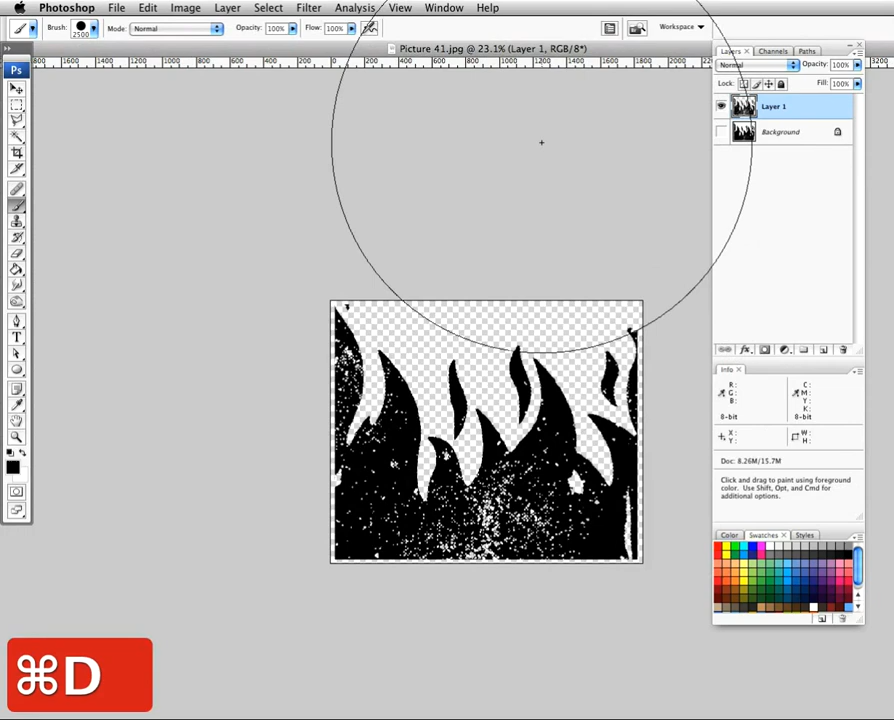 Photoshop File Edit Image Layer Select Filter Analysis View Window Help
Brush: 2500 Mode: Normal Opacity: 100% Flow: 100% Workspace
Picture 41.jpg @ 23.1% (Layer 1, RGB/8*)
Ps
Layers × Channels Paths
Normal Opacity: 100%
Lock: Fill: 100%
Layer 1
Background
fx
Info ×
R: C:
G: M:
B: Y:
K:
8-bit 8-bit
X: W:
Y: H:
Doc: 8.26M/15.7M
Click and drag to paint using foreground
color. Use Shift, Opt, and Cmd for
additional options.
Color Swatches × Styles
⌘D